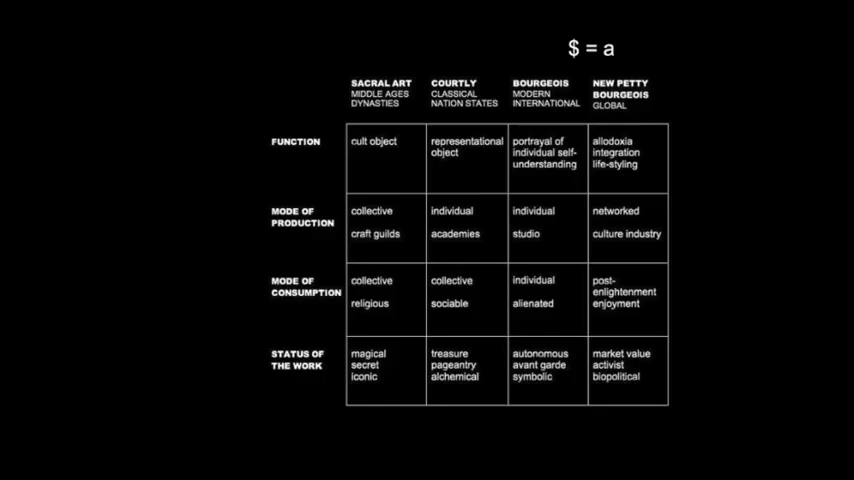 $ = a
SACRAL ART
MIDDLE AGES
DYNASTIES
COURTLY
CLASSICAL
NATION STATES
BOURGEOIS
MODERN
INTERNATIONAL
NEW PETTY
BOURGEOIS
GLOBAL
FUNCTION
cult object
representational
object
portrayal of
individual self-
understanding
allodoxia
integration
life-styling
MODE OF
PRODUCTION
collective
craft guilds
individual
academies
individual
studio
networked
culture industry
MODE OF
CONSUMPTION
collective
religious
collective
sociable
individual
alienated
post-
enlightenment
enjoyment
STATUS OF
THE WORK
magical
secret
iconic
treasure
pageantry
alchemical
autonomous
avant garde
symbolic
market value
activist
biopolitical